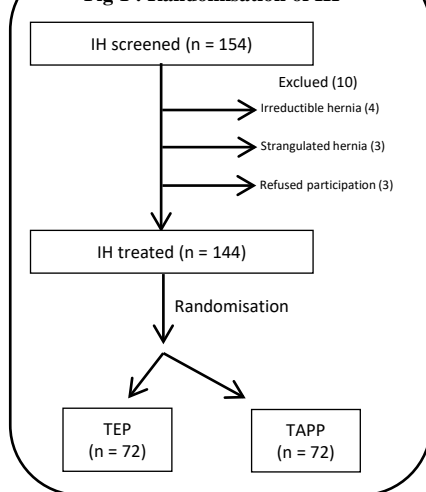 Fig 1 : Randomisation of IH
IH screened (n = 154)
Exclued (10)
Irreductible hernia (4)
Strangulated hernia (3)
Refused participation (3)
IH treated (n = 144)
Randomisation
TEP
(n = 72)
TAPP
(n = 72)